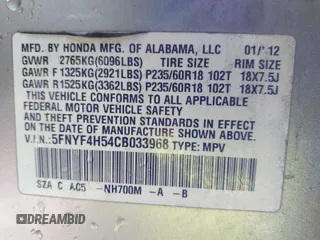 MFD. BY HONDA MFG. OF ALABAMA, LLC 01/'12
GVWR 2765KG(6096LBS) TIRE SIZE RIM SIZE
GAWR F 1325KG(2921LBS) P235/60R18 102T 18X7.5J
GAWR R 1525KG(3362LBS) P235/60R18 102T 18X7.5J
THIS VEHICLE CONFORMS TO ALL APPLICABLE
FEDERAL MOTOR VEHICLE SAFETY AND
THEFT PREVENTION STANDARDS IN EFFECT ON
THE DATE OF MANUFACTURE SHOWN ABOVE.
V.I.N.: 5FNYF4H54CB033968 TYPE: MPV
SZA C AC5 -NH700M -A -B
DREAMBID